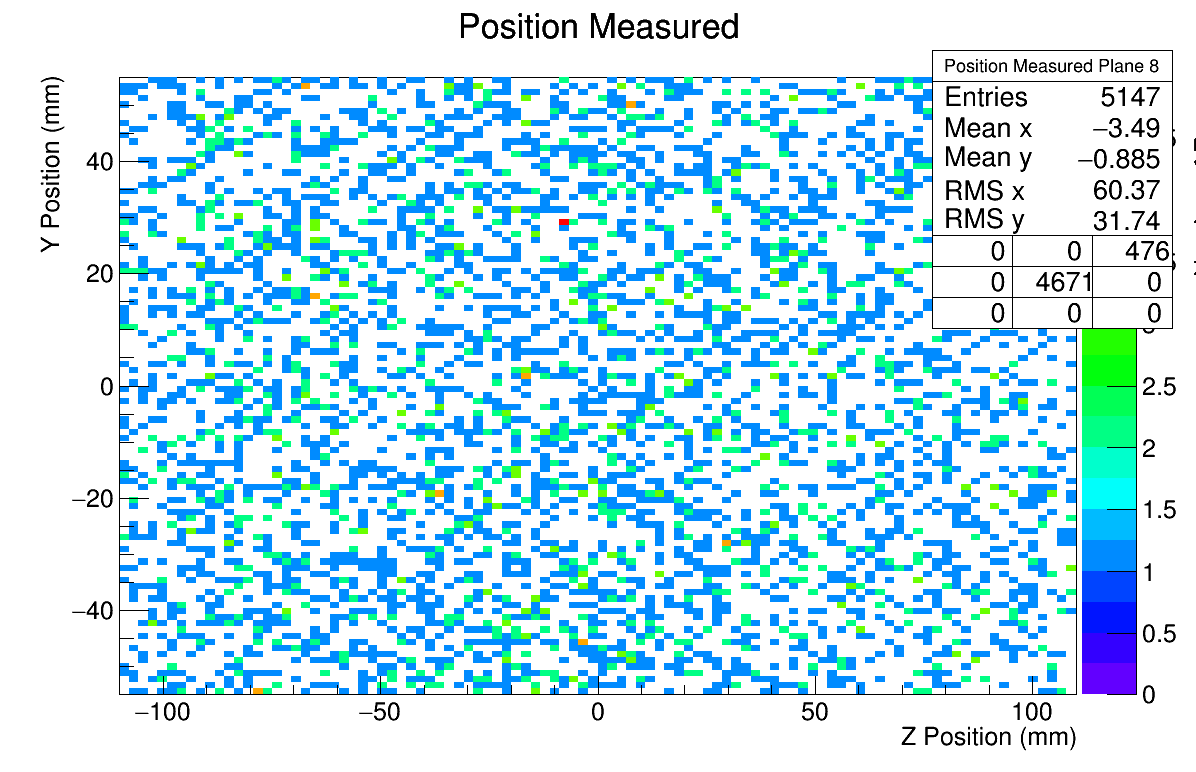 Position Measured
Position Measured Plane 8
Entries 5147
Mean x −3.49
Mean y −0.885
RMS x 60.37
RMS y 31.74
0 0 476
0 4671 0
0 0 0
Y Position (mm)
40
20
0
−20
−40
2.5
2
1.5
1
0.5
0
−100 −50 0 50 100
Z Position (mm)